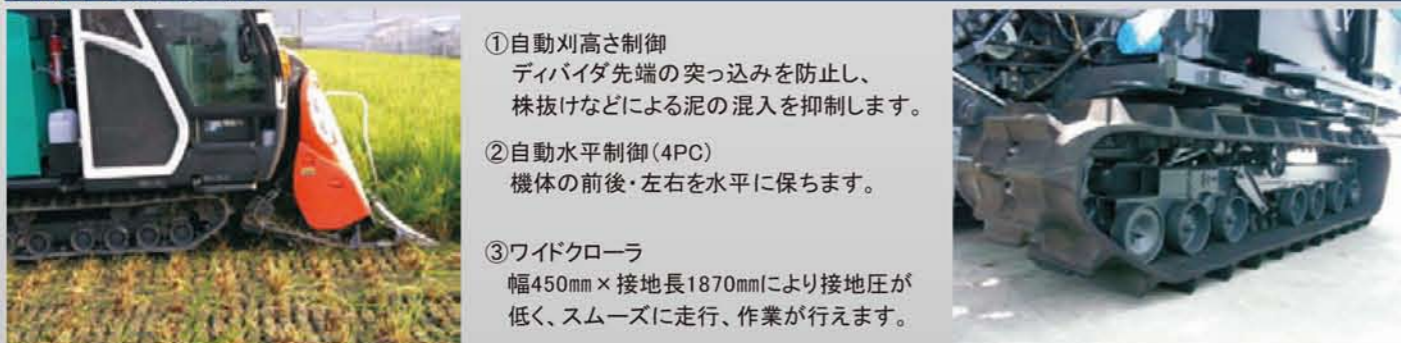 ①自動刈高さ制御
ディバイダ先端の突っ込みを防止し、
株抜けなどによる泥の混入を抑制します。
②自動水平制御(4PC)
機体の前後・左右を水平に保ちます。
③ワイドクローラ
幅450㎜×接地長1870㎜により接地圧が
低く、スムーズに走行、作業が行えます。